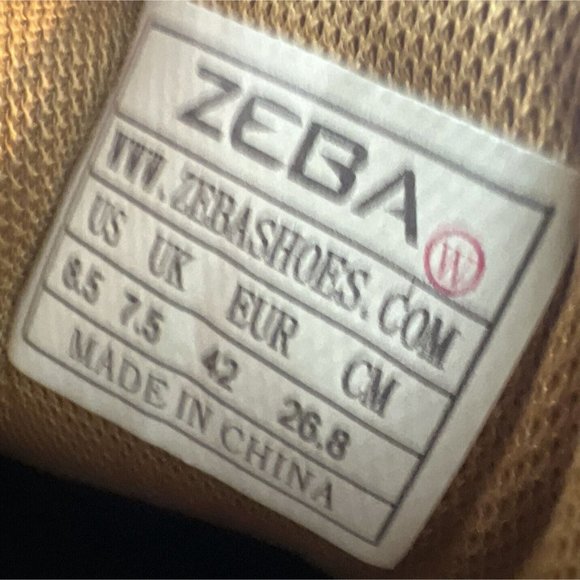 ZEBA
W
WWW.ZEBASHOES.COM
US UK EUR CM
8.5 7.5 42 26.8
MADE IN CHINA